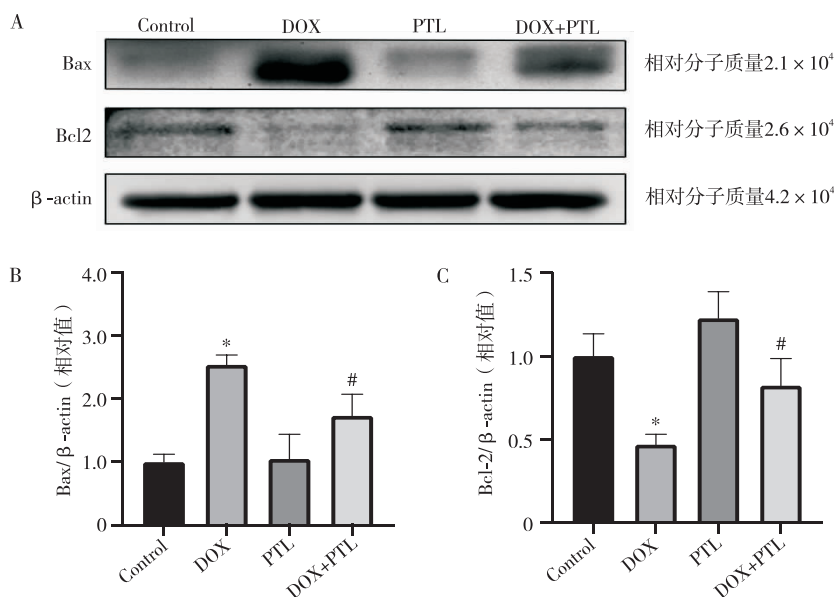 A
Control DOX PTL DOX+PTL
Bax 相对分子质量2.1×10⁴
Bcl2 相对分子质量2.6×10⁴
β-actin 相对分子质量4.2×10⁴
B
Bax/β-actin（相对值）
4.0
3.0
2.0
1.0
0
*
#
Control DOX PTL DOX+PTL
C
Bcl-2/β-actin（相对值）
1.5
1.0
0.5
0
*
#
Control DOX PTL DOX+PTL